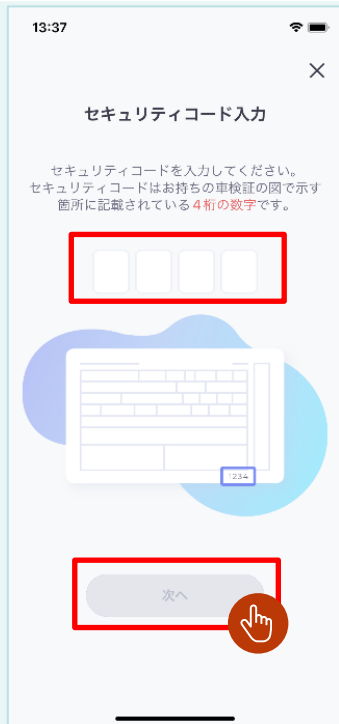 13:37
セキュリティコード入力
セキュリティコードを入力してください。
セキュリティコードはお持ちの車検証の図で示す
箇所に記載されている4桁の数字です。
1234
次へ